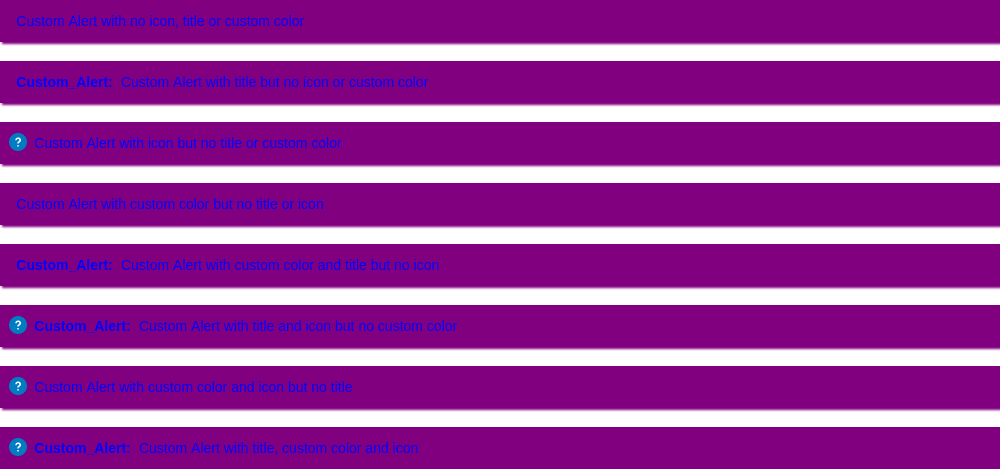 Custom Alert with no icon, title or custom color
Custom_Alert: Custom Alert with title but no icon or custom color
? Custom Alert with icon but no title or custom color
Custom Alert with custom color but no title or icon
Custom_Alert: Custom Alert with custom color and title but no icon
? Custom_Alert: Custom Alert with title and icon but no custom color
? Custom Alert with custom color and icon but no title
? Custom_Alert: Custom Alert with title, custom color and icon